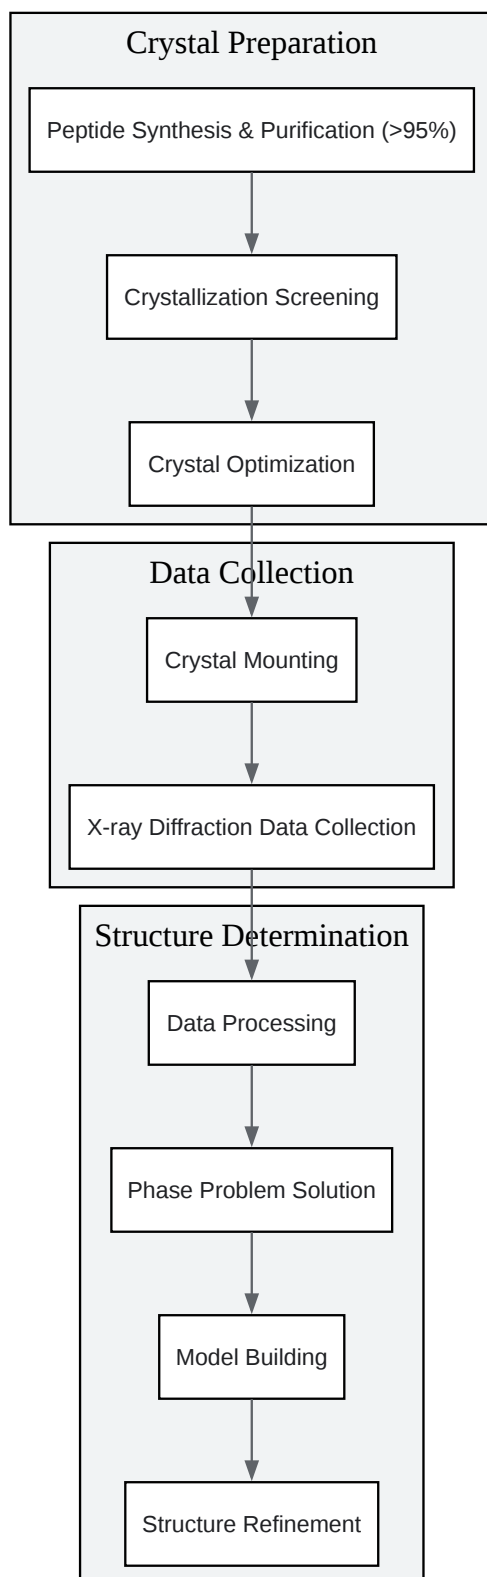 Crystal Preparation
Peptide Synthesis & Purification (>95%)
Crystallization Screening
Crystal Optimization
Data Collection
Crystal Mounting
X-ray Diffraction Data Collection
Structure Determination
Data Processing
Phase Problem Solution
Model Building
Structure Refinement